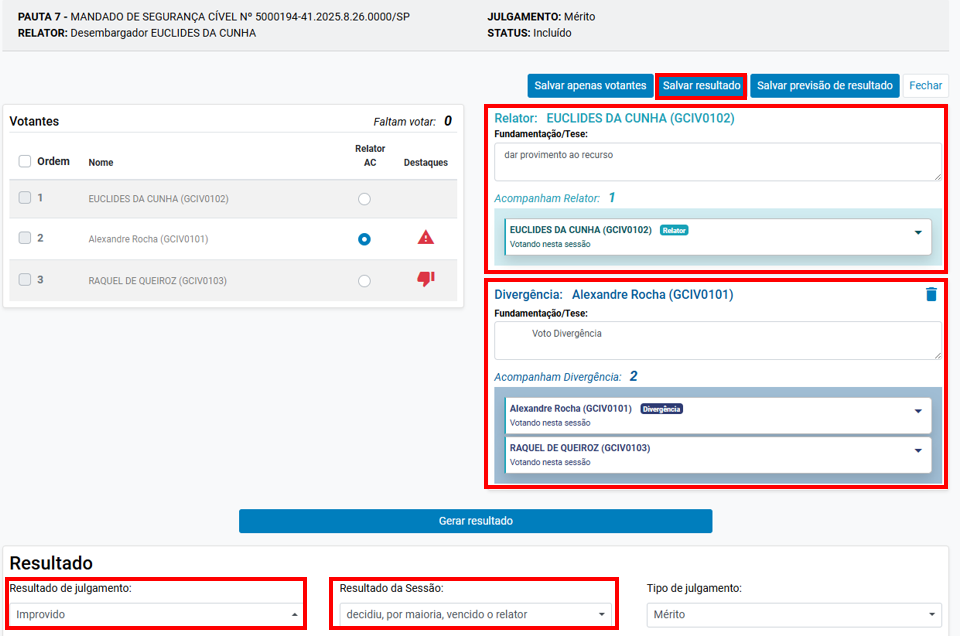 PAUTA 7 - MANDADO DE SEGURANÇA CÍVEL Nº 5000194-41.2025.8.26.0000/SP
RELATOR: Desembargador EUCLIDES DA CUNHA
JULGAMENTO: Mérito
STATUS: Incluído
Salvar apenas votantes
Salvar resultado
Salvar previsão de resultado
Fechar
Votantes
Faltam votar: 0
Ordem
Nome
Relator
AC
Destaques
1
EUCLIDES DA CUNHA (GCIV0102)
2
Alexandre Rocha (GCIV0101)
3
RAQUEL DE QUEIROZ (GCIV0103)
Relator: EUCLIDES DA CUNHA (GCIV0102)
Fundamentação/Tese:
dar provimento ao recurso
Acompanham Relator: 1
EUCLIDES DA CUNHA (GCIV0102) Relator
Votando nesta sessão
Divergência: Alexandre Rocha (GCIV0101)
Fundamentação/Tese:
Voto Divergência
Acompanham Divergência: 2
Alexandre Rocha (GCIV0101) Divergência
Votando nesta sessão
RAQUEL DE QUEIROZ (GCIV0103)
Votando nesta sessão
Gerar resultado
Resultado
Resultado de julgamento:
Improvido
Resultado da Sessão:
decidiu, por maioria, vencido o relator
Tipo de julgamento:
Mérito